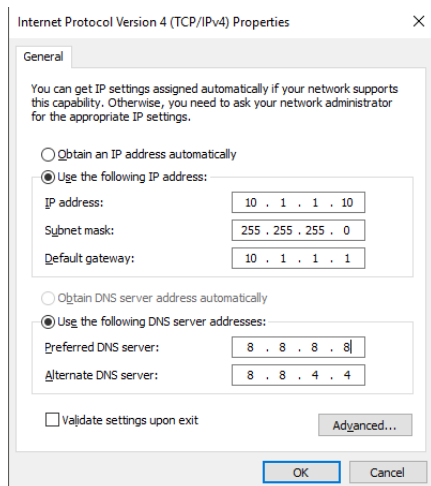 Internet Protocol Version 4 (TCP/IPv4) Properties
General
You can get IP settings assigned automatically if your network supports
this capability. Otherwise, you need to ask your network administrator
for the appropriate IP settings.
Obtain an IP address automatically
Use the following IP address:
IP address: 10 . 1 . 1 . 10
Subnet mask: 255 . 255 . 255 . 0
Default gateway: 10 . 1 . 1 . 1
Obtain DNS server address automatically
Use the following DNS server addresses:
Preferred DNS server: 8 . 8 . 8 . 8
Alternate DNS server: 8 . 8 . 4 . 4
Validate settings upon exit
Advanced...
OK Cancel